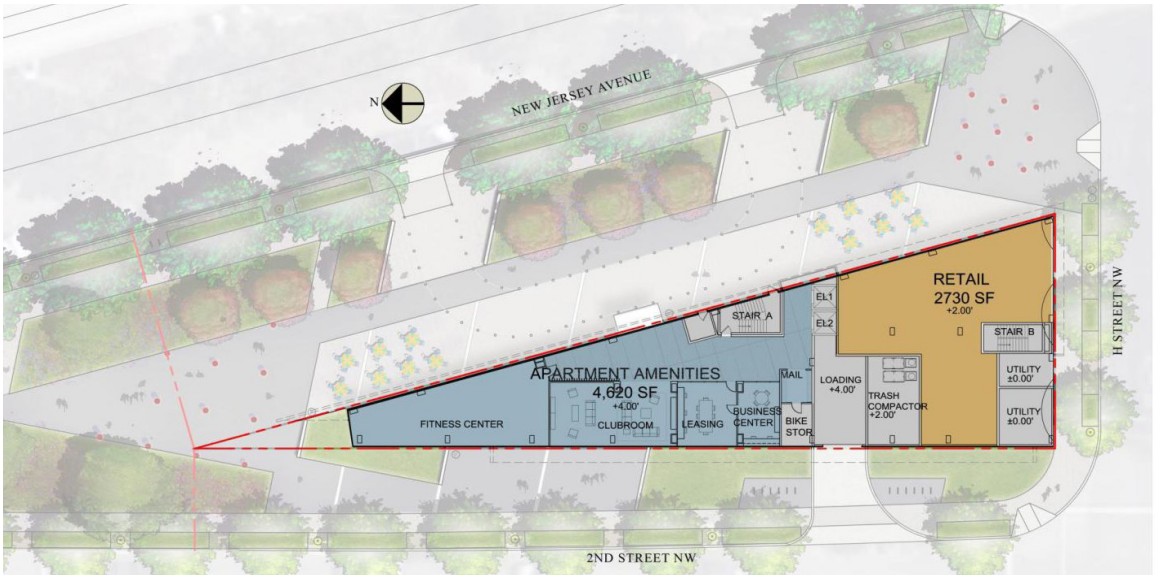 NEW JERSEY AVENUE
N
RETAIL
2730 SF
+2.00'
EL1
EL2
STAIR A
STAIR B
H STREET NW
APARTMENT AMENITIES
4,620 SF
+4.00'
MAIL
LOADING
+4.00'
UTILITY
±0.00'
TRASH
COMPACTOR
+2.00'
FITNESS CENTER
CLUBROOM
LEASING
BUSINESS
CENTER
BIKE
STOR.
UTILITY
±0.00'
2ND STREET NW